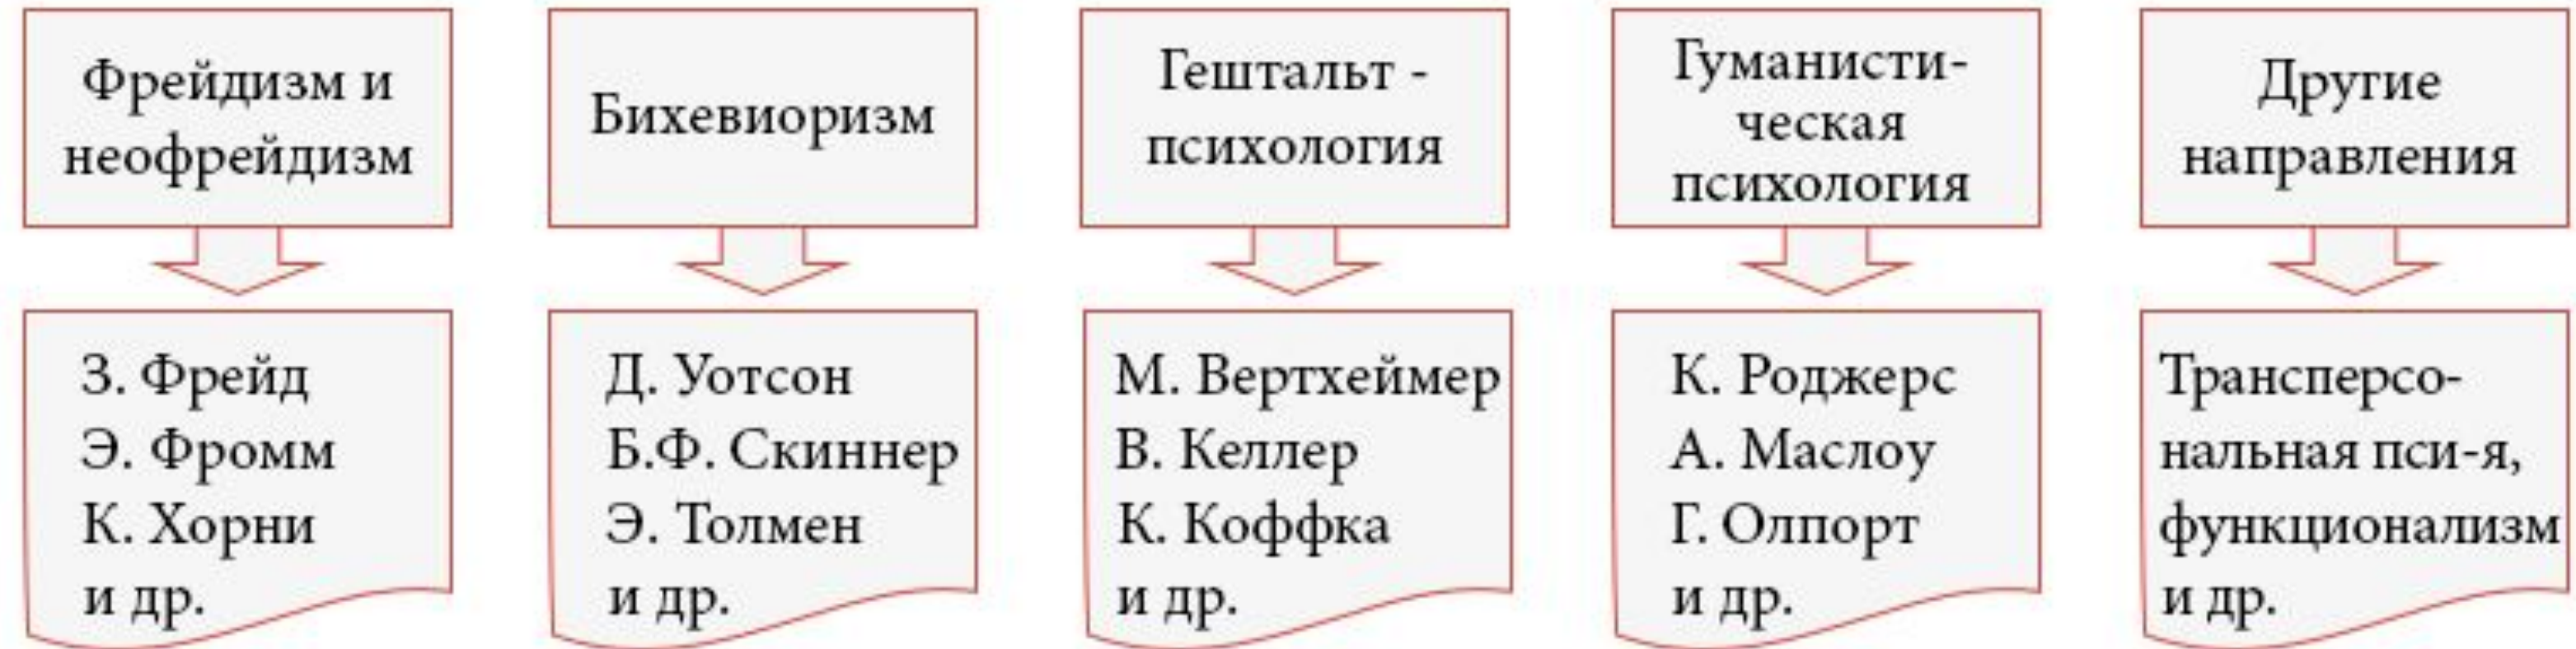 Фрейдизм и
неофрейдизм
Бихевиоризм
Гештальт -
психология
Гуманисти-
ческая
психология
Другие
направления
З. Фрейд
Э. Фромм
К. Хорни
и др.
Д. Уотсон
Б.Ф. Скиннер
Э. Толмен
и др.
М. Вертхеймер
В. Келлер
К. Коффка
и др.
К. Роджерс
А. Маслоу
Г. Олпорт
и др.
Трансперсо-
нальная пси-я,
функционализм
и др.